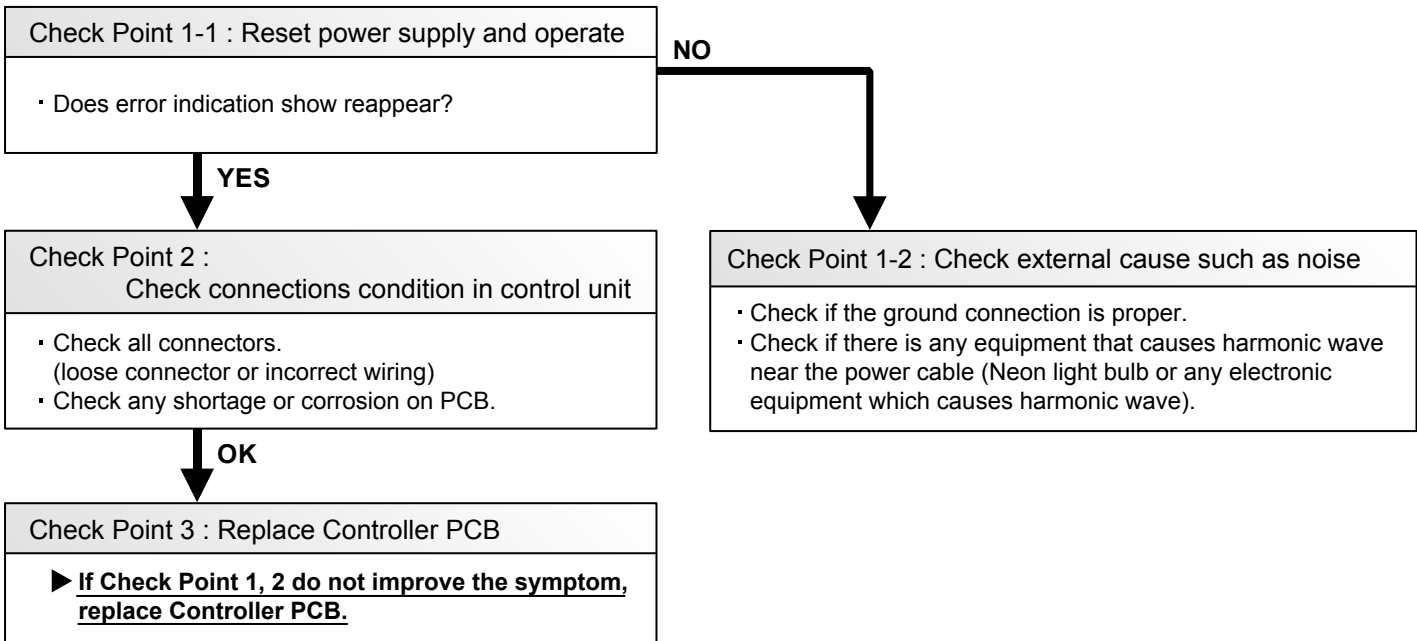 Check Point 1-1 : Reset power supply and operate
・Does error indication show reappear?
NO
YES
Check Point 2 :
Check connections condition in control unit
・Check all connectors.
(loose connector or incorrect wiring)
・Check any shortage or corrosion on PCB.
Check Point 1-2 : Check external cause such as noise
・Check if the ground connection is proper.
・Check if there is any equipment that causes harmonic wave
near the power cable (Neon light bulb or any electronic
equipment which causes harmonic wave).
OK
Check Point 3 : Replace Controller PCB
▶If Check Point 1, 2 do not improve the symptom,
replace Controller PCB.